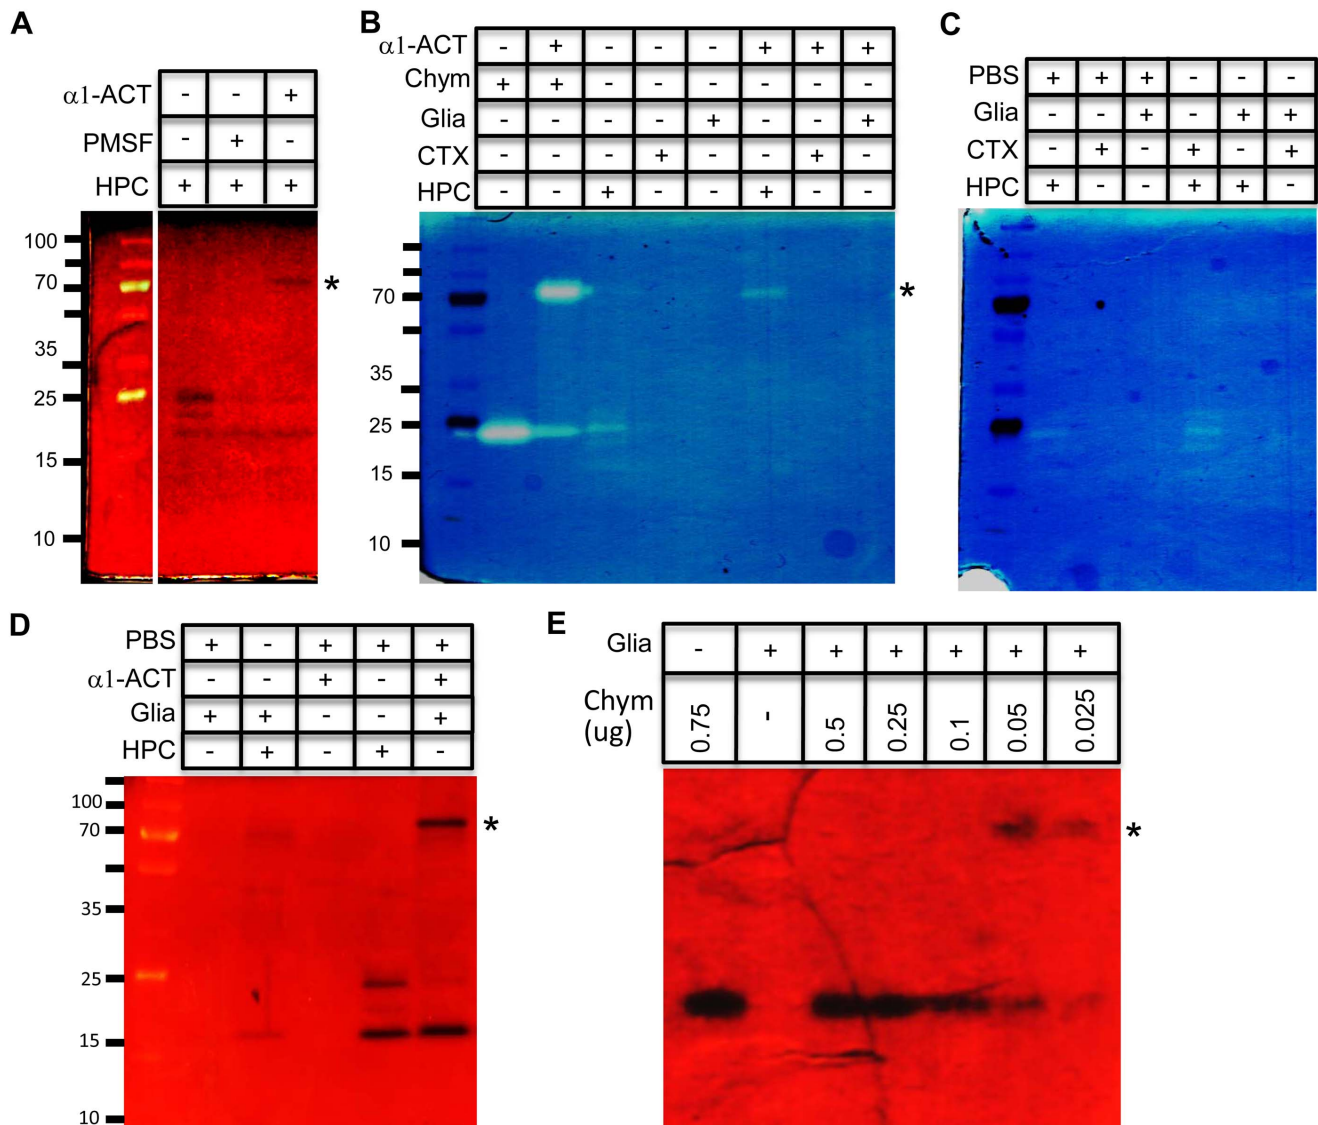 A
α1-ACT - - +
PMSF - + -
HPC + + +
100
70
35
25
15
10
*
B
α1-ACT - + - - - + + +
Chym + + - - - - - -
Glia - - - - + - - +
CTX - - - + - - + -
HPC - - + - - + - -
70
35
25
15
10
*
C
PBS + + + - - -
Glia - - + - + +
CTX - + - + - +
HPC + - - + + -
D
PBS + - + + +
α1-ACT - - + - +
Glia + + - - +
HPC - + - + -
100
70
35
25
15
10
*
E
Glia - + + + + + +
Chym (ug) 0.75 - 0.5 0.25 0.1 0.05 0.025
*